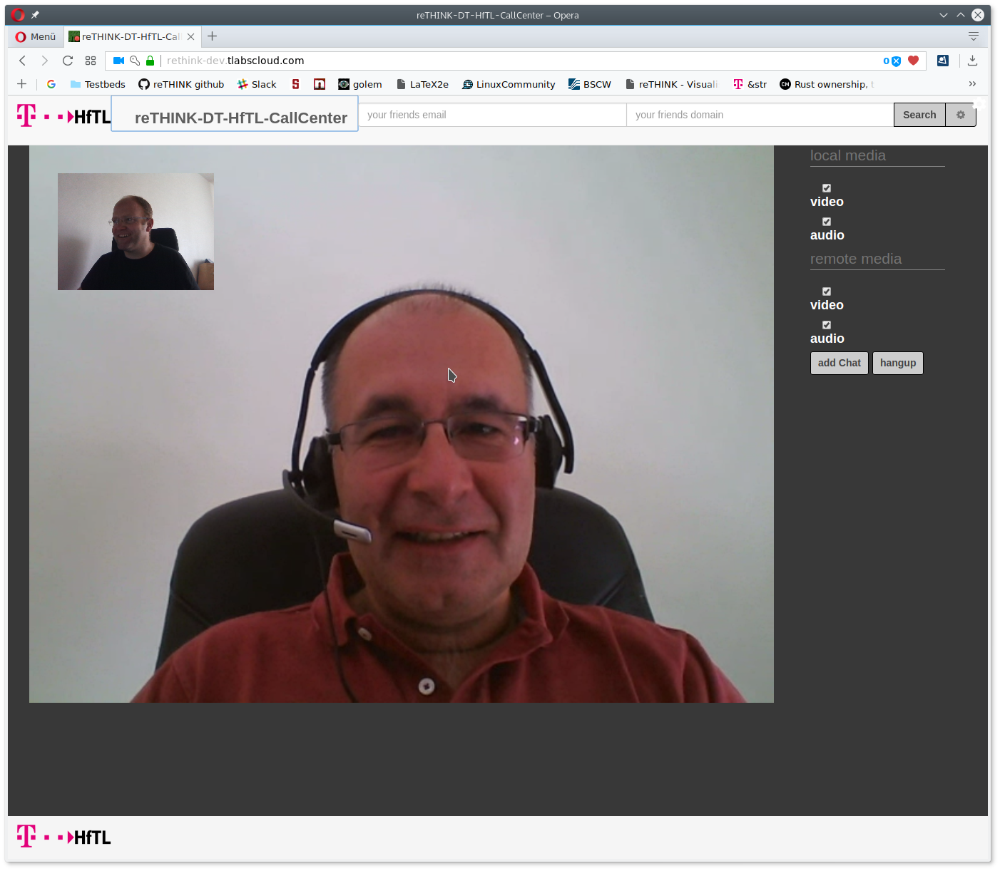 reTHINK-DT-HfTL-CallCenter – Opera
Menü reTHINK-DT-HfTL-Cal
rethink-dev.tlabscloud.com 0
G Testbeds reTHINK github Slack S golem LaTeX2e LinuxCommunity BSCW reTHINK - Visuali T &str CM Rust ownership, t »
T HfTL reTHINK-DT-HfTL-CallCenter your friends email your friends domain Search
local media
video
audio
remote media
video
audio
add Chat hangup
T HfTL